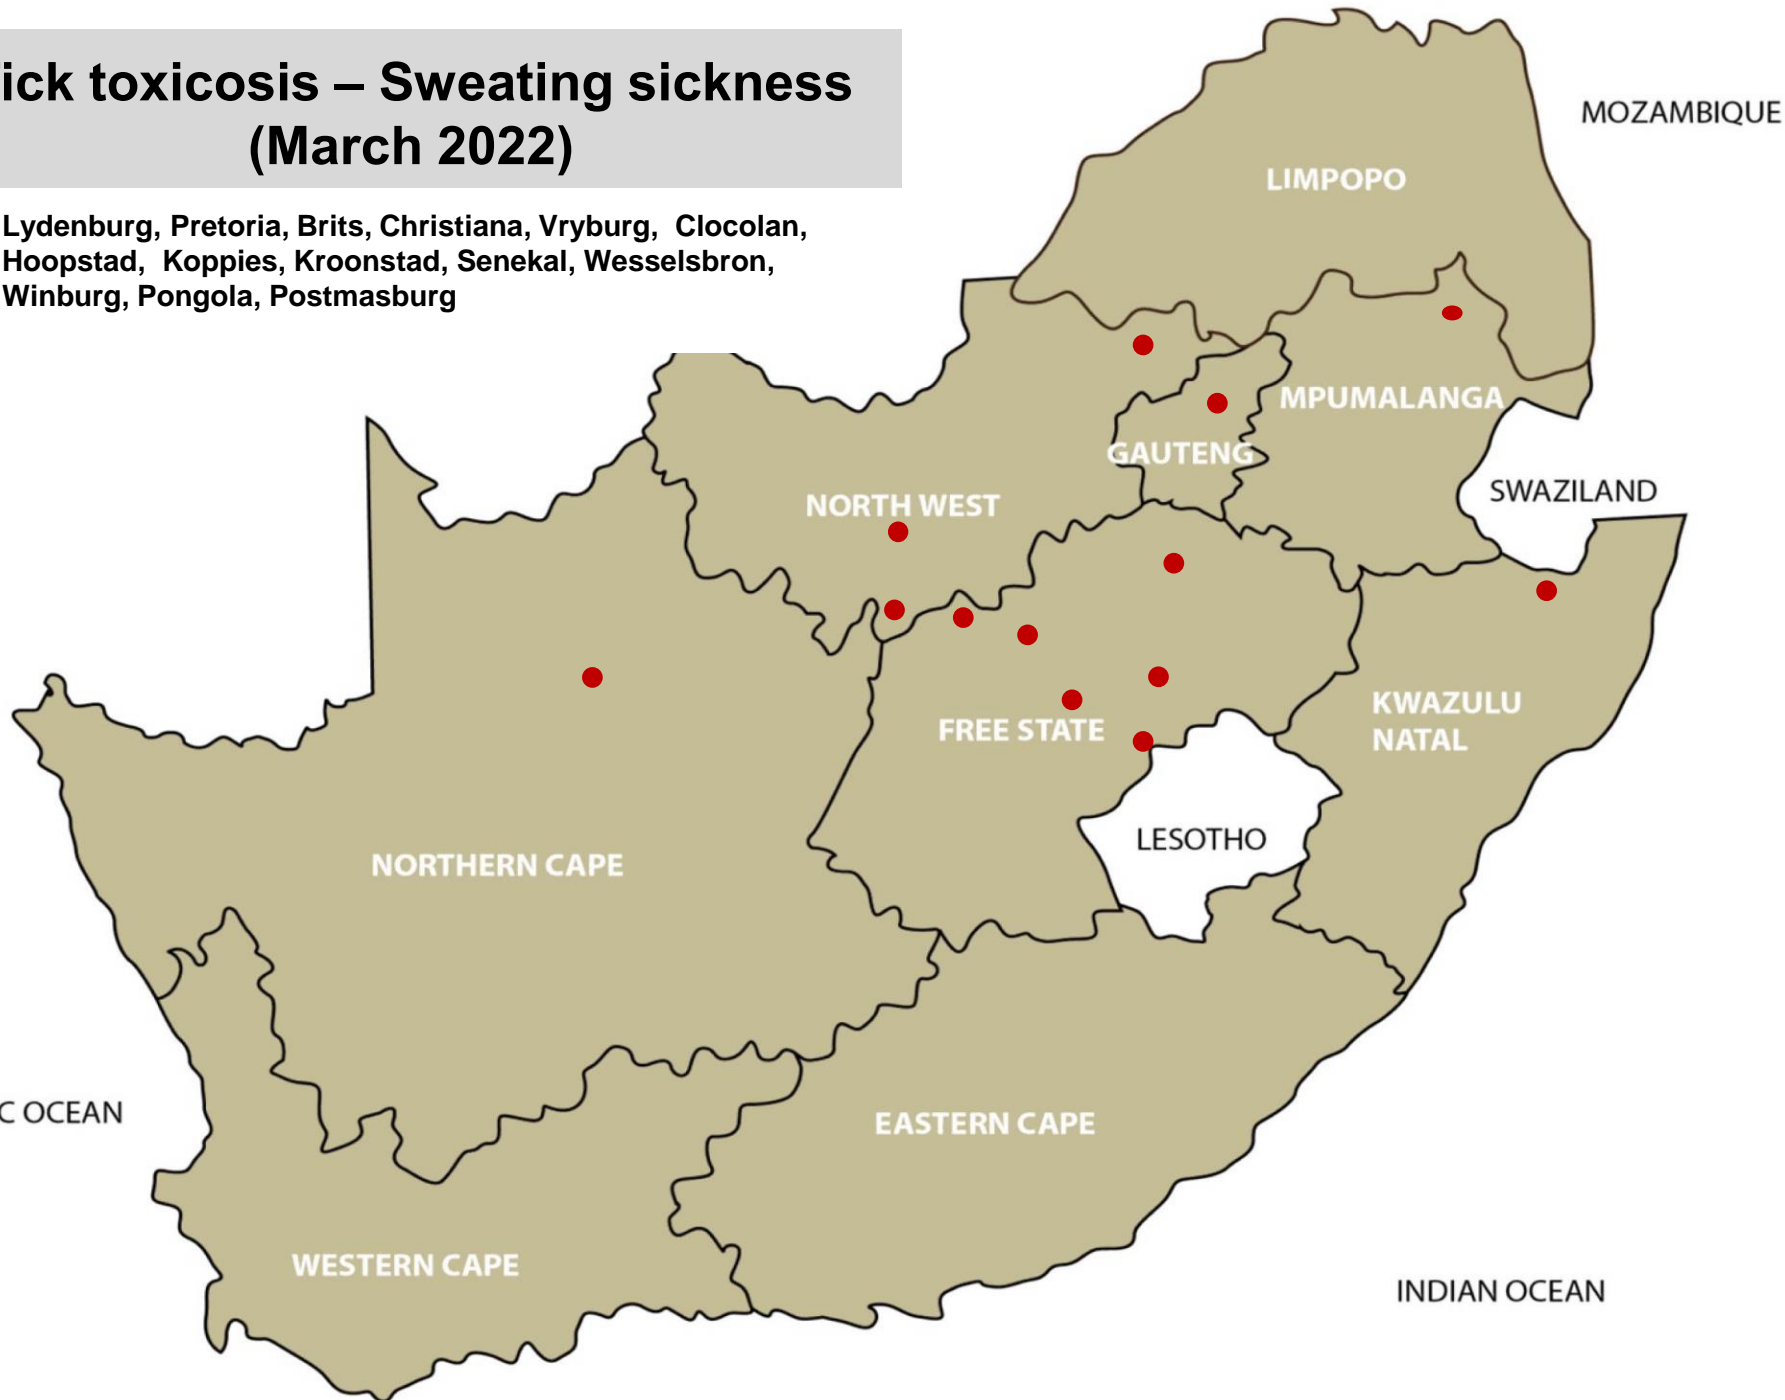 ick toxicosis – Sweating sickness
(March 2022)
Lydenburg, Pretoria, Brits, Christiana, Vryburg, Clocolan,
Hoopstad, Koppies, Kroonstad, Senekal, Wesselsbron,
Winburg, Pongola, Postmasburg
MOZAMBIQUE
LIMPOPO
MPUMALANGA
GAUTENG
SWAZILAND
NORTH WEST
KWAZULU
NATAL
FREE STATE
LESOTHO
NORTHERN CAPE
C OCEAN
EASTERN CAPE
WESTERN CAPE
INDIAN OCEAN